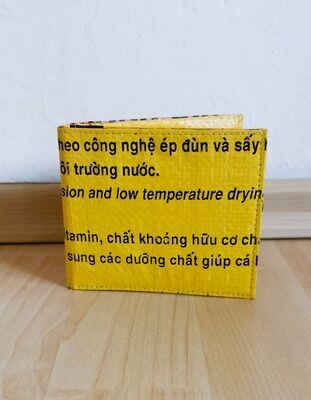 heo công nghệ ép đùn và sấy
ôi trường nước.
sion and low temperature dryin
tamin, chất khoáng hữu cơ ch
sung các dưỡng chất giúp cá